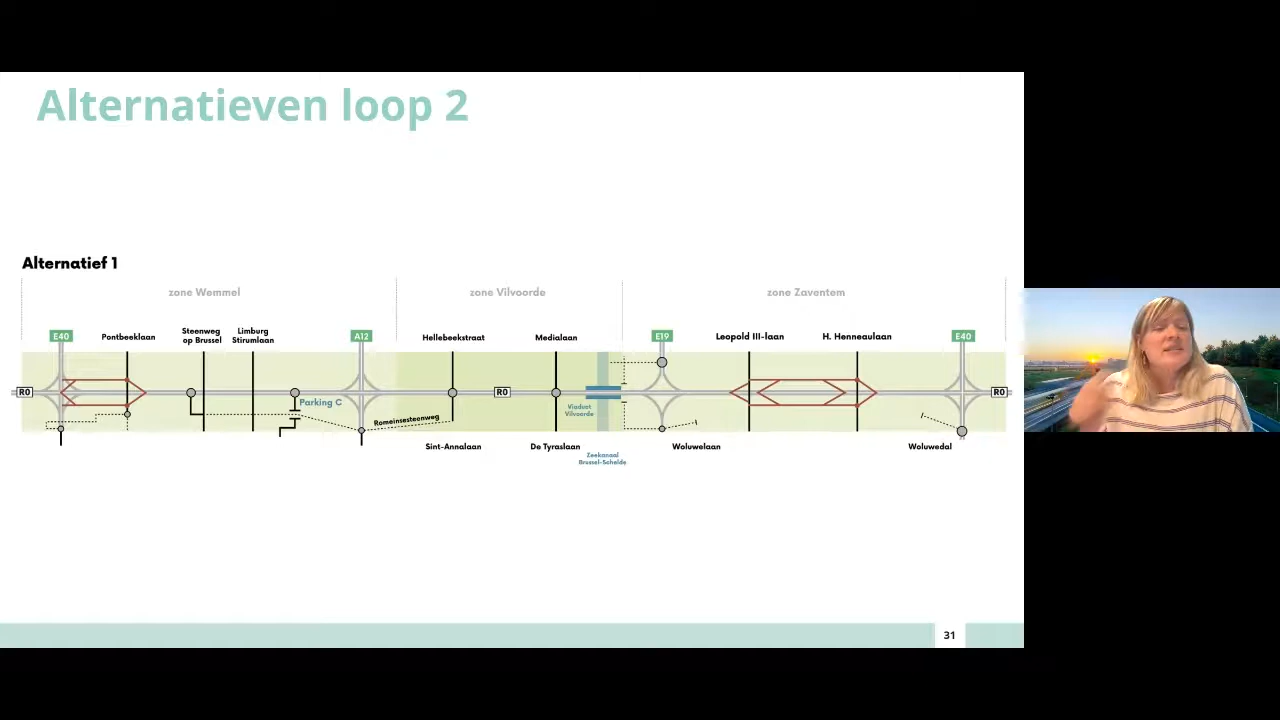 Alternatieven loop 2
Alternatief 1
zone Wemmel
zone Vilvoorde
zone Zaventem
E40
Pontbeeklaan
Steenweg
op Brussel
Limburg
Stirumlaan
A12
Hellebeekstraat
Medialaan
E19
Leopold III-laan
H. Henneaulaan
E40
R0
R0
R0
Parking C
Romeinsesteenweg
Viaduct
Vilvoorde
Sint-Annalaan
De Tyraslaan
Zeekanaal
Brussel-Schelde
Woluwelaan
Woluwedal
31